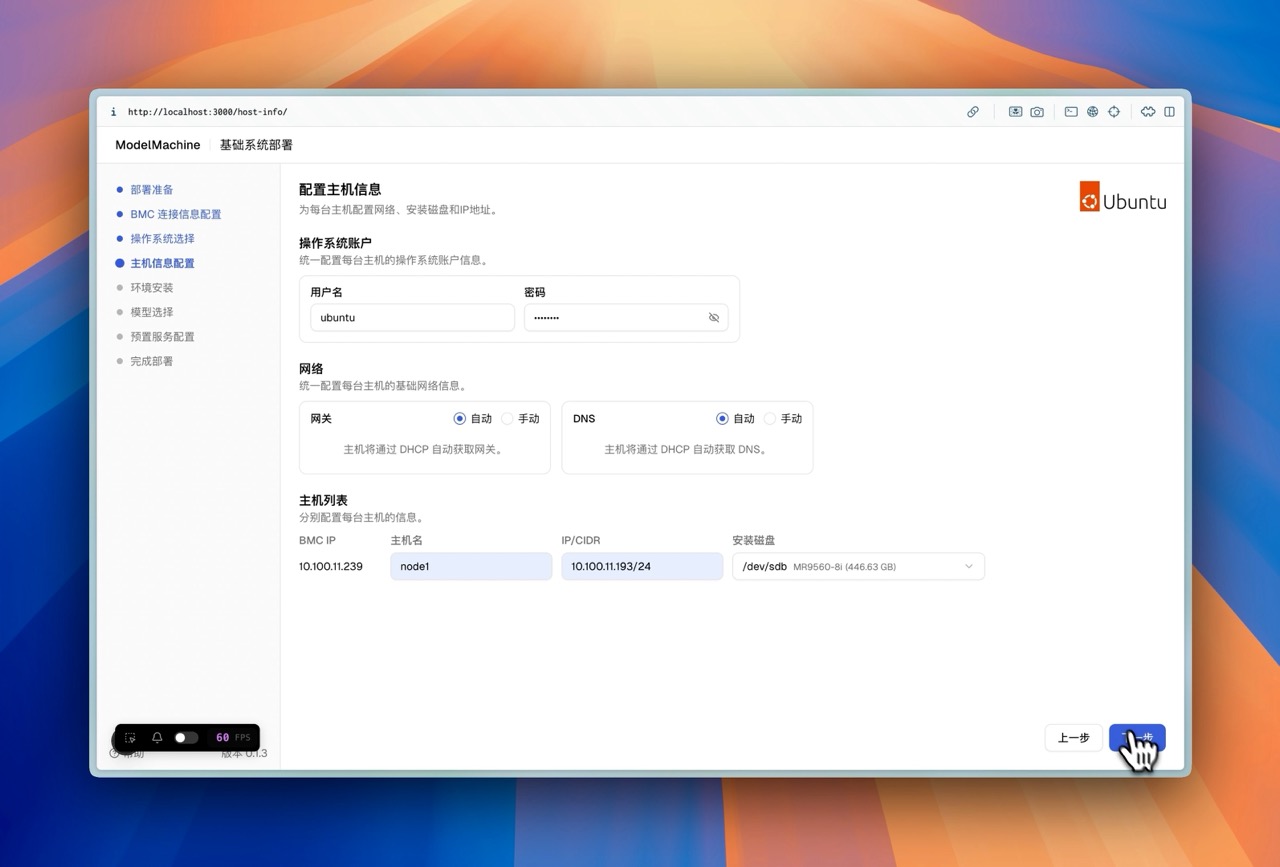 http://localhost:3000/host-info/
ModelMachine 基础系统部署
部署准备
BMC 连接信息配置
操作系统选择
主机信息配置
环境安装
模型选择
预置服务配置
完成部署
配置主机信息
为每台主机配置网络、安装磁盘和IP地址。
Ubuntu
操作系统账户
统一配置每台主机的操作系统账户信息。
用户名 密码
ubuntu ········
网络
统一配置每台主机的基础网络信息。
网关 自动 手动 DNS 自动 手动
主机将通过 DHCP 自动获取网关。 主机将通过 DHCP 自动获取 DNS。
主机列表
分别配置每台主机的信息。
BMC IP 主机名 IP/CIDR 安装磁盘
10.100.11.239 node1 10.100.11.193/24 /dev/sdb MR9560-8i (446.63 GB)
60 FPS
版本 0.1.3
上一步